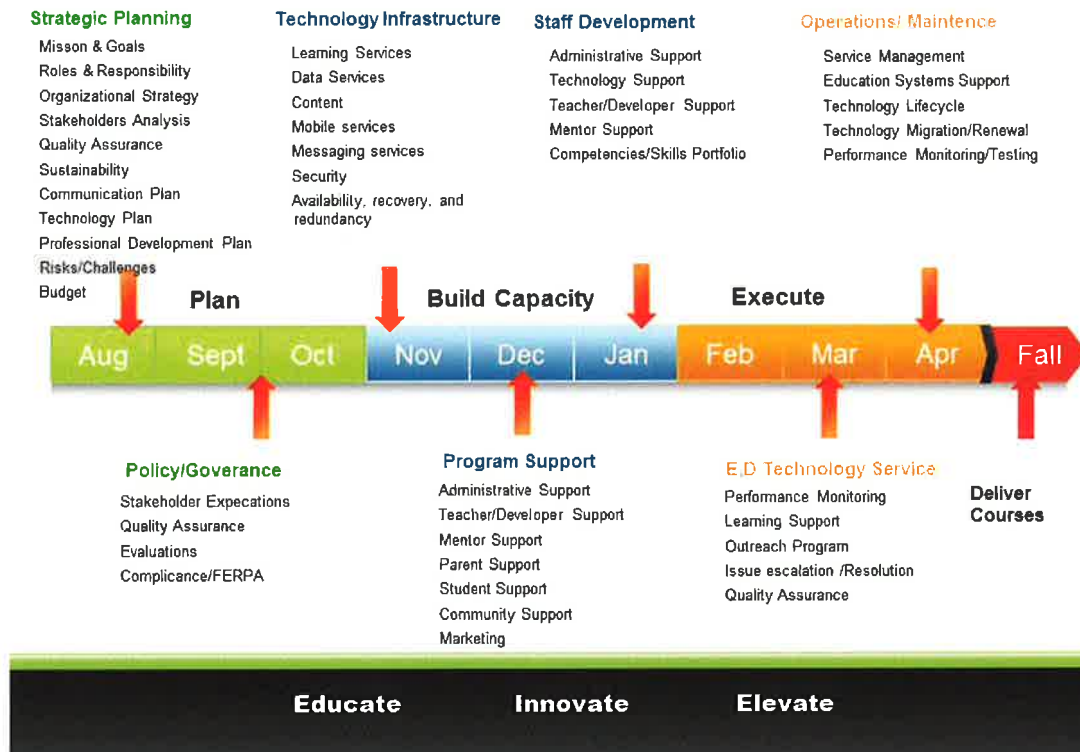 Strategic Planning
Misson & Goals
Roles & Responsibility
Organizational Strategy
Stakeholders Analysis
Quality Assurance
Sustainability
Communication Plan
Technology Plan
Professional Development Plan
Risks/Challenges
Budget
Technology Infrastructure
Learning Services
Data Services
Content
Mobile services
Messaging services
Security
Availability, recovery, and
redundancy
Staff Development
Administrative Support
Technology Support
Teacher/Developer Support
Mentor Support
Competencies/Skills Portfolio
Operations/ Maintence
Service Management
Education Systems Support
Technology Lifecycle
Technology Migration/Renewal
Performance Monitoring/Testing
Plan
Build Capacity
Execute
Aug
Sept
Oct
Nov
Dec
Jan
Feb
Mar
Apr
Fall
Policy/Goverance
Stakeholder Expecations
Quality Assurance
Evaluations
Complicance/FERPA
Program Support
Administrative Support
Teacher/Developer Support
Mentor Support
Parent Support
Student Support
Community Support
Marketing
E,D Technology Service
Performance Monitoring
Learning Support
Outreach Program
Issue escalation /Resolution
Quality Assurance
Deliver
Courses
Educate
Innovate
Elevate